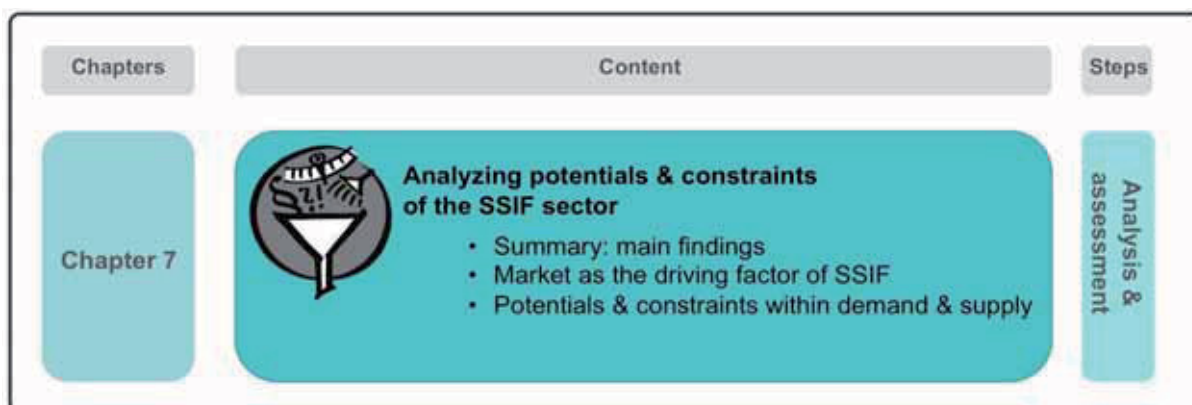 Chapters
Content
Steps
Chapter 7
?!
Analyzing potentials & constraints
of the SSIF sector
• Summary: main findings
• Market as the driving factor of SSIF
• Potentials & constraints within demand & supply
Analysis &
assessment